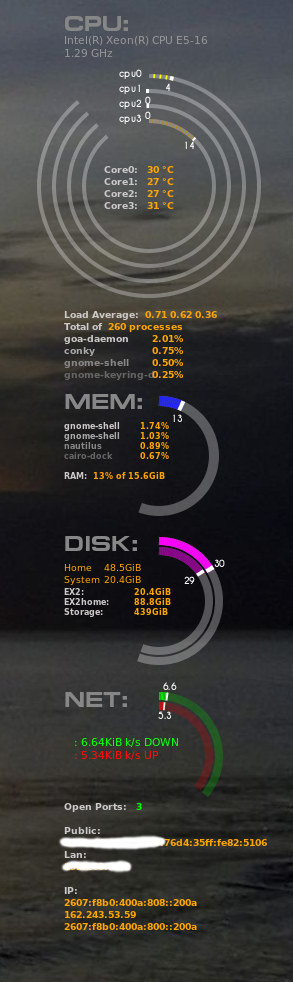 CPU:
Intel(R) Xeon(R) CPU E5-16
1.29 GHz
cpu0
4
cpu1
0
cpu2
0
cpu3
14
Core0: 30 °C
Core1: 27 °C
Core2: 27 °C
Core3: 31 °C
Load Average: 0.71 0.62 0.36
Total of 260 processes
goa-daemon 2.01%
conky 0.75%
gnome-shell 0.50%
gnome-keyring-d0.25%
MEM:
13
gnome-shell 1.74%
gnome-shell 1.03%
nautilus 0.89%
cairo-dock 0.67%
RAM: 13% of 15.6GiB
DISK:
30
29
Home 48.5GiB
System 20.4GiB
EX2: 20.4GiB
EX2home: 88.8GiB
Storage: 439GiB
NET:
6.6
5.3
: 6.64KiB k/s DOWN
: 5.34KiB k/s UP
Open Ports: 3
Public:
76d4:35ff:fe82:5106
Lan:
IP:
2607:f8b0:400a:808::200a
162.243.53.59
2607:f8b0:400a:800::200a